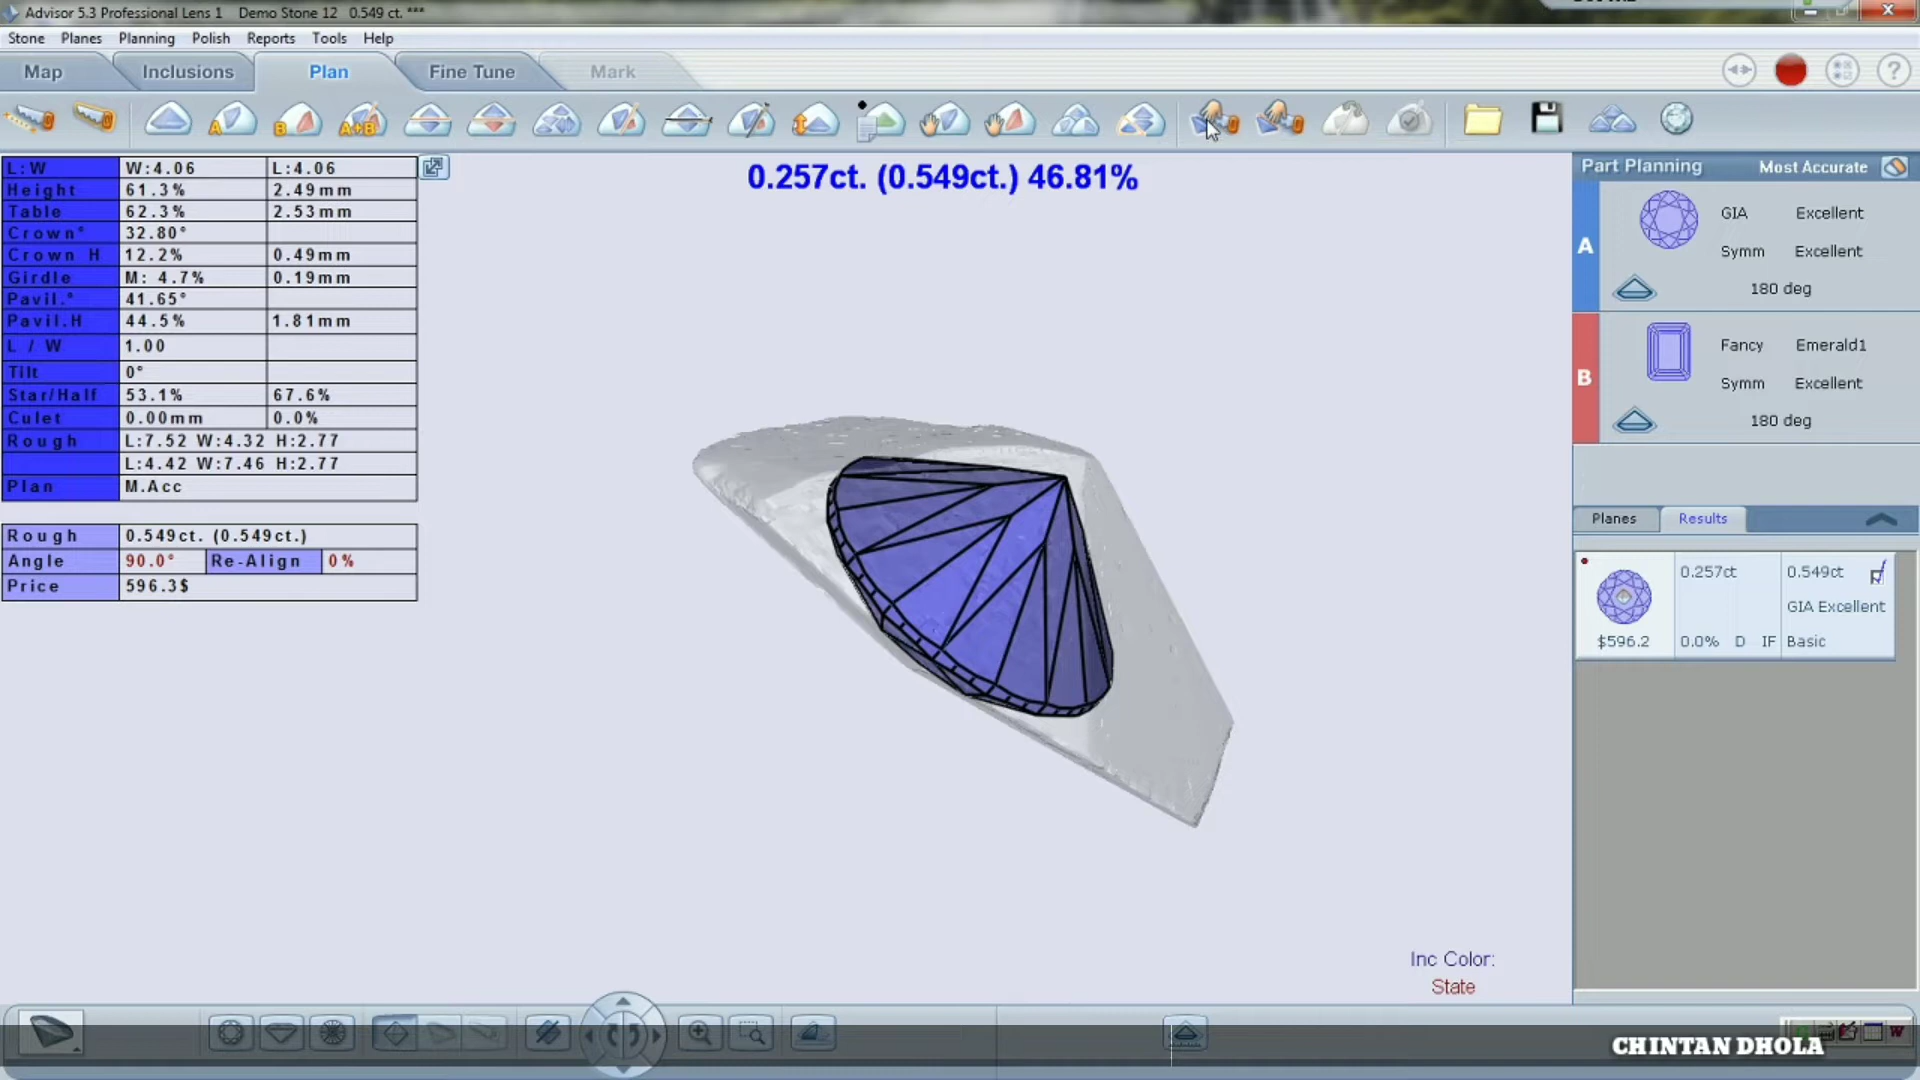 Advisor 5.3 Professional Lens 1 Demo Stone 12 0.549 ct. ***
Stone Planes Planning Polish Reports Tools Help
Map Inclusions Plan Fine Tune Mark
A B A+B
L:W W:4.06 L:4.06
Height 61.3% 2.49mm
Table 62.3% 2.53mm
Crown° 32.80°
Crown H 12.2% 0.49mm
Girdle M: 4.7% 0.19mm
Pavil.° 41.65°
Pavil.H 44.5% 1.81mm
L / W 1.00
Tilt 0°
Star/Half 53.1% 67.6%
Culet 0.00mm 0.0%
Rough L:7.52 W:4.32 H:2.77
L:4.42 W:7.46 H:2.77
Plan M.Acc
Rough 0.549ct. (0.549ct.)
Angle 90.0° Re-Align 0%
Price 596.3$
0.257ct. (0.549ct.) 46.81%
Inc Color:
State
Part Planning Most Accurate
A
GIA Excellent
Symm Excellent
180 deg
B
Fancy Emerald1
Symm Excellent
180 deg
Planes Results
0.257ct 0.549ct
GIA Excellent
$596.2 0.0% D IF Basic
CHINTAN DHOLA